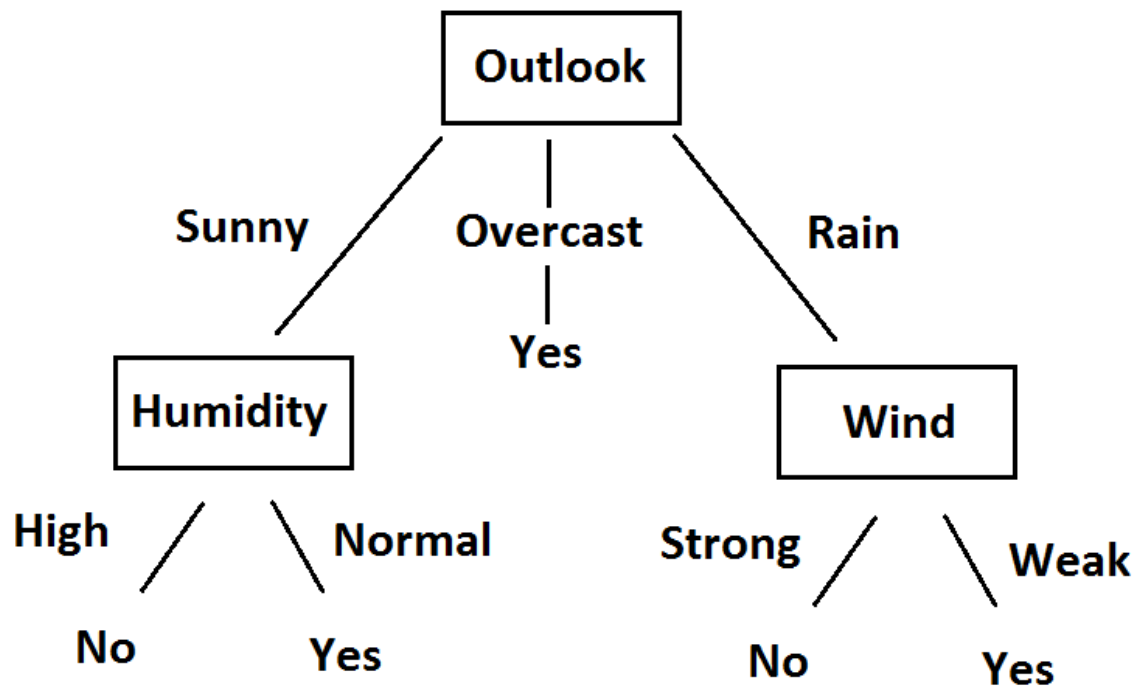 Outlook
Sunny
Overcast
Rain
Yes
Humidity
Wind
High
Normal
Strong
Weak
No
Yes
No
Yes